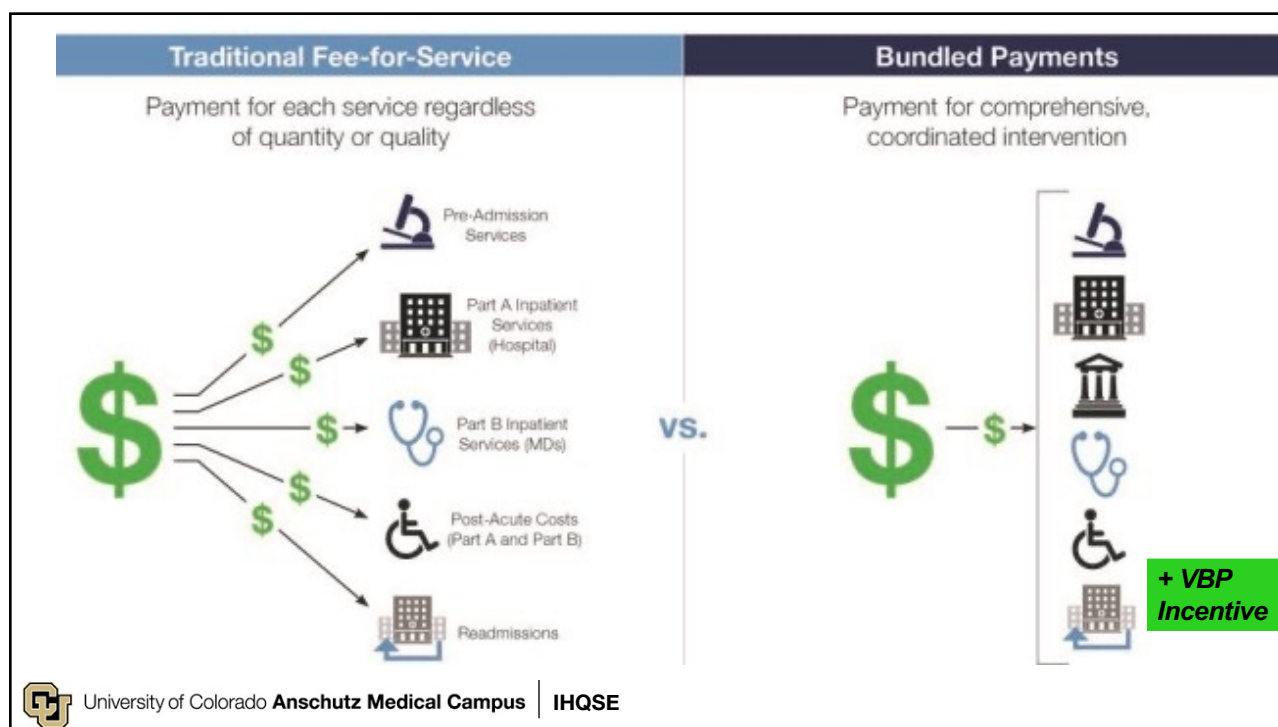 Traditional Fee-for-Service
Bundled Payments
Payment for each service regardless
of quantity or quality
Payment for comprehensive,
coordinated intervention
$
$
$
$
$
$
Pre-Admission
Services
Part A Inpatient
Services
(Hospital)
Part B Inpatient
Services (MDs)
Post-Acute Costs
(Part A and Part B)
Readmissions
vs.
$
$
+ VBP
Incentive
CU University of Colorado Anschutz Medical Campus | IHQSE